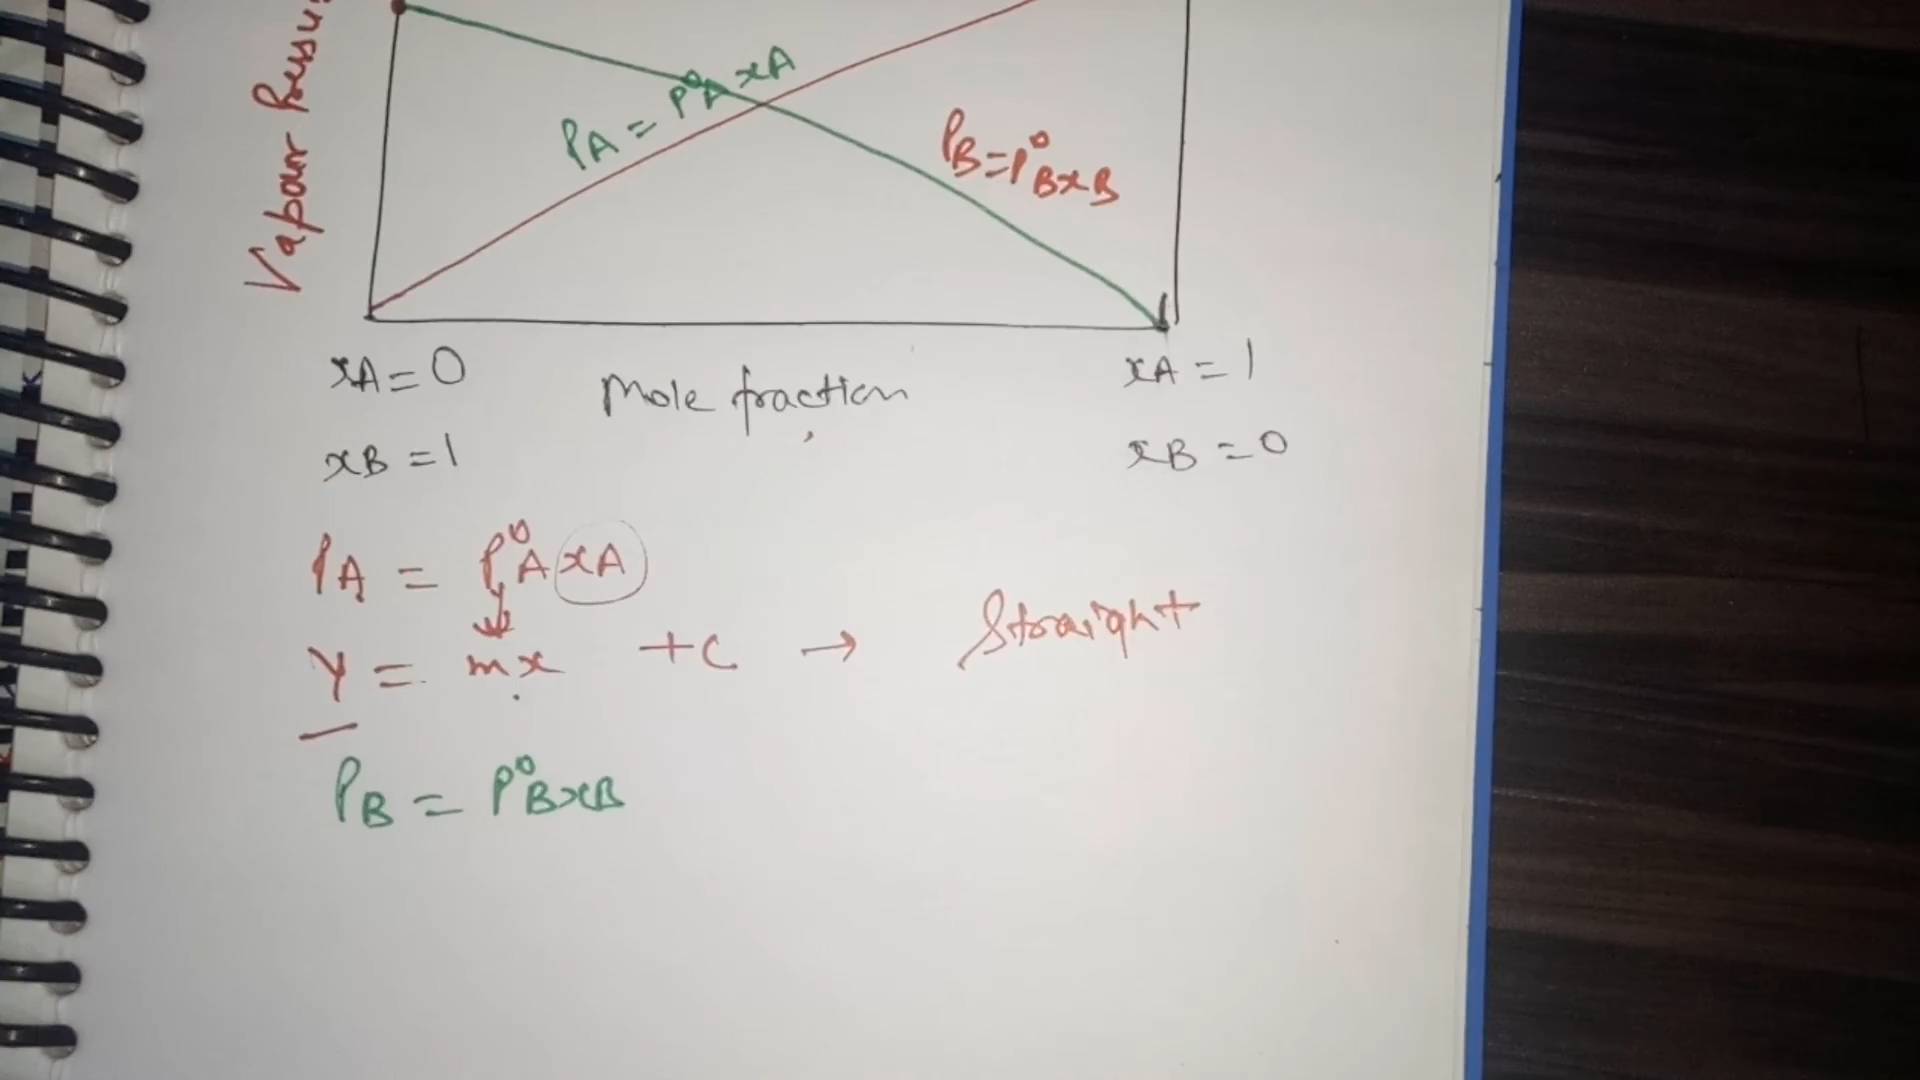 Vapour Pressu
PA = P°A xA
PB = P°B xB
xA = 0
Mole fraction
xA = 1
xB = 1
xB = 0
PA = P°A xA
Y = mx + C → Straight
PB = P°B xB